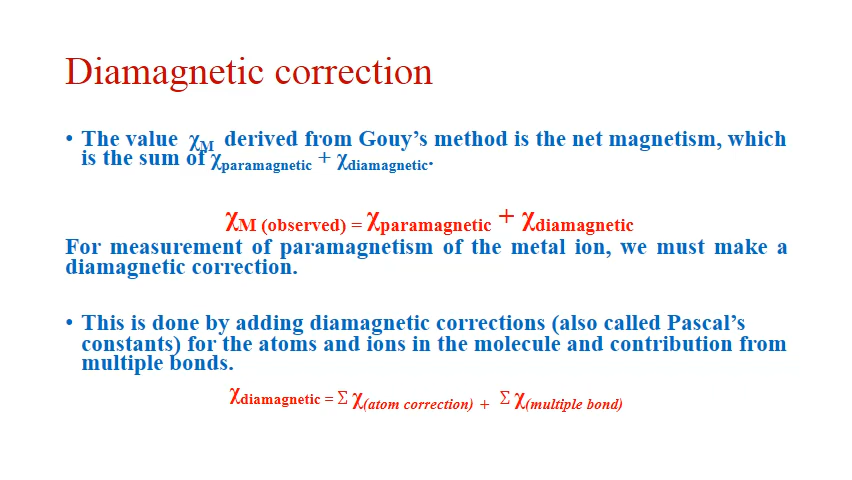 Diamagnetic correction
• The value χM derived from Gouy’s method is the net magnetism, which
is the sum of χparamagnetic + χdiamagnetic.
χM (observed) = χparamagnetic + χdiamagnetic
For measurement of paramagnetism of the metal ion, we must make a
diamagnetic correction.
• This is done by adding diamagnetic corrections (also called Pascal’s
constants) for the atoms and ions in the molecule and contribution from
multiple bonds.
χdiamagnetic = Σ χ(atom correction) + Σ χ(multiple bond)